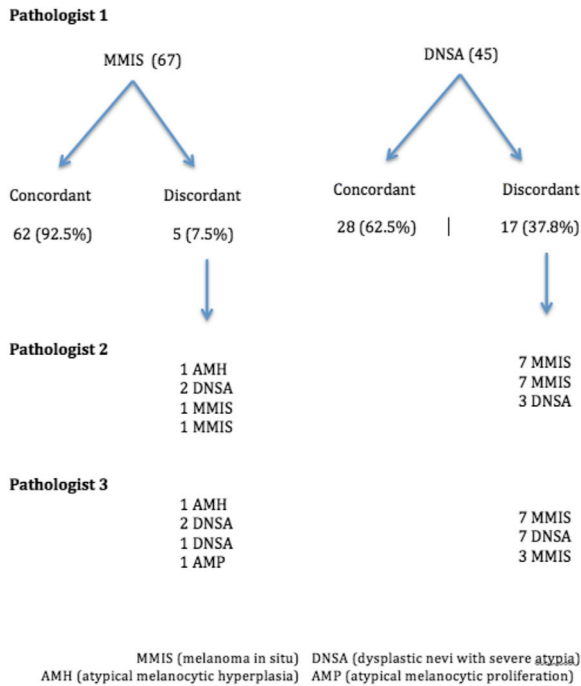 Pathologist 1
MMIS (67)
DNSA (45)
Concordant
Discordant
Concordant
Discordant
62 (92.5%)
5 (7.5%)
28 (62.5%)
17 (37.8%)
Pathologist 2
1 AMH
2 DNSA
1 MMIS
1 MMIS
7 MMIS
7 MMIS
3 DNSA
Pathologist 3
1 AMH
2 DNSA
1 DNSA
1 AMP
7 MMIS
7 DNSA
3 MMIS
MMIS (melanoma in situ) DNSA (dysplastic nevi with severe atypia)
AMH (atypical melanocytic hyperplasia) AMP (atypical melanocytic proliferation)